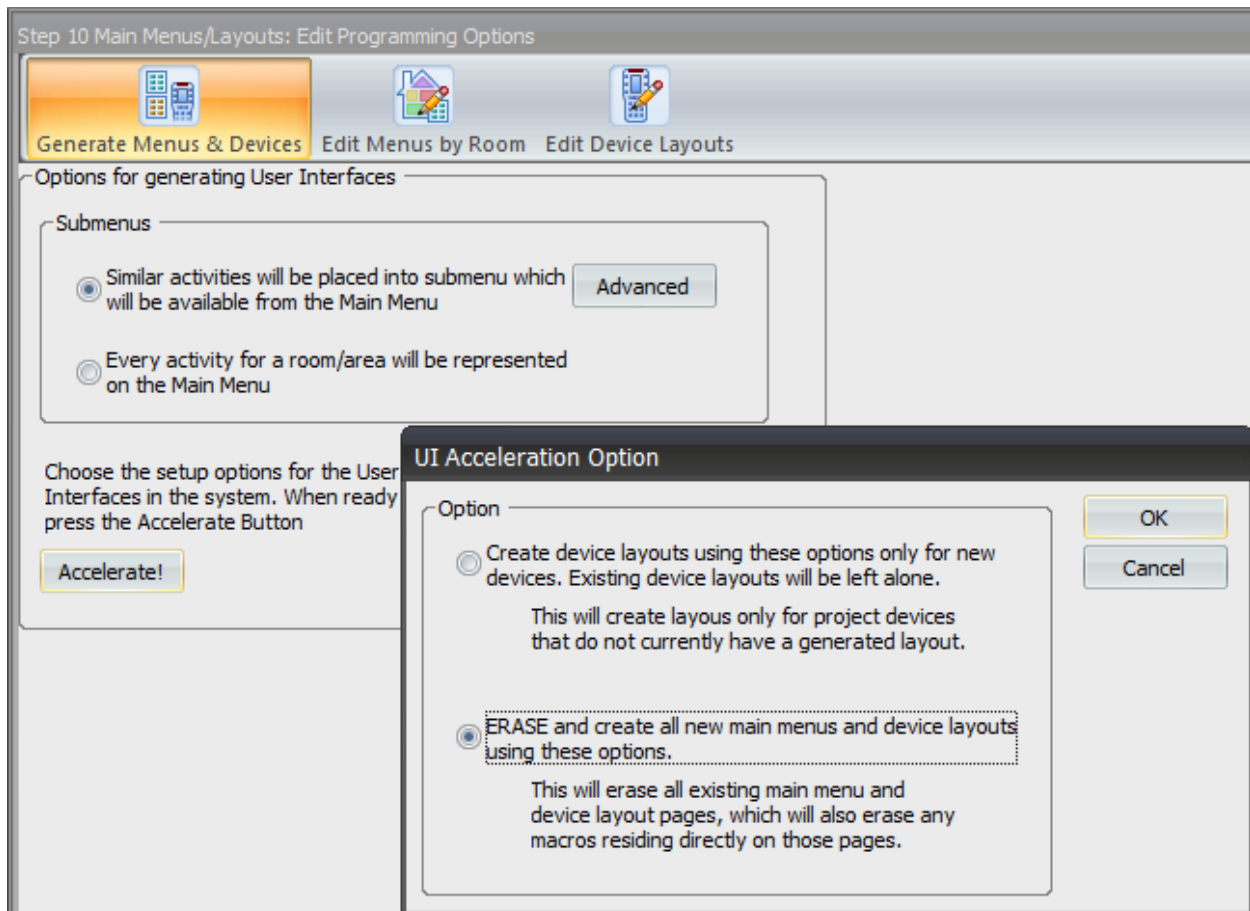 Step 10 Main Menus/Layouts: Edit Programming Options
Generate Menus & Devices
Edit Menus by Room
Edit Device Layouts
Options for generating User Interfaces
Submenus
Similar activities will be placed into submenu which
will be available from the Main Menu
Advanced
Every activity for a room/area will be represented
on the Main Menu
Choose the setup options for the User
Interfaces in the system. When ready
press the Accelerate Button
Accelerate!
UI Acceleration Option
Option
Create device layouts using these options only for new
devices. Existing device layouts will be left alone.
This will create layous only for project devices
that do not currently have a generated layout.
ERASE and create all new main menus and device layouts
using these options.
This will erase all existing main menu and
device layout pages, which will also erase any
macros residing directly on those pages.
OK
Cancel